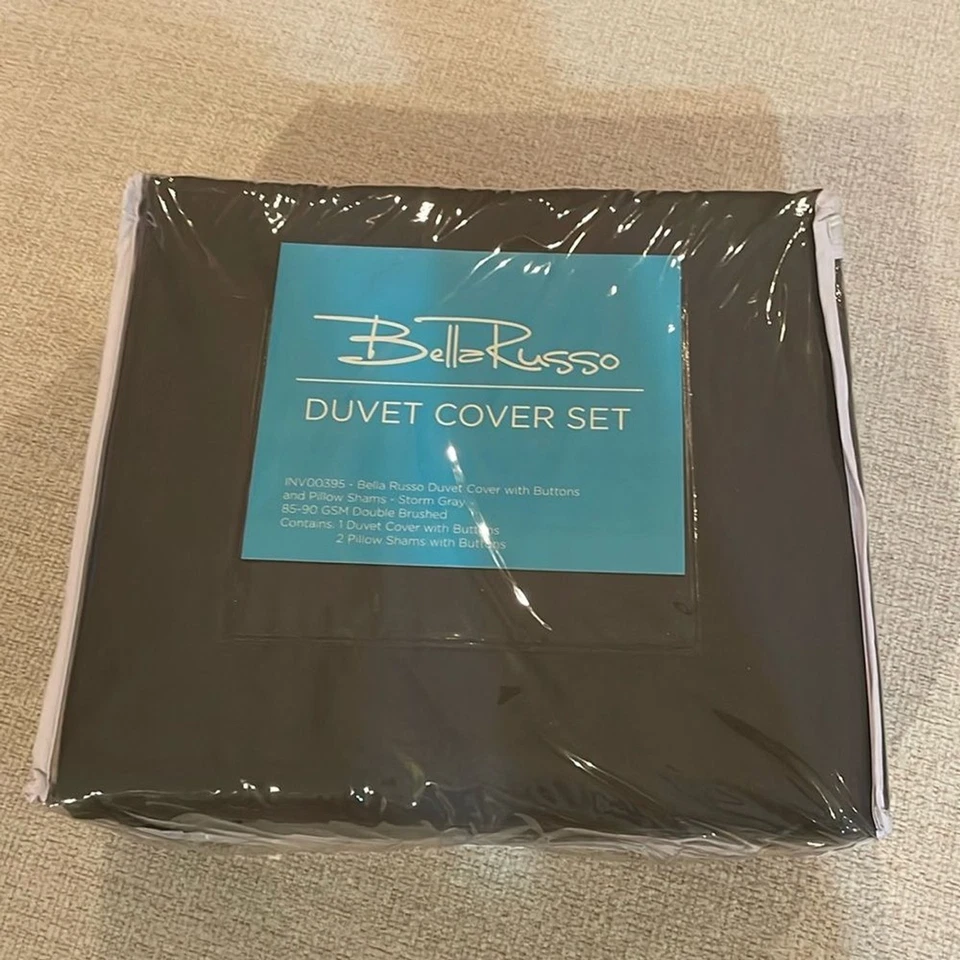 BellaRusso
DUVET COVER SET
INV00395 - Bella Russo Duvet Cover with Buttons
and Pillow Shams - Storm Gray
85-90 GSM Double Brushed
Contains: 1 Duvet Cover with Buttons
2 Pillow Shams with Buttons